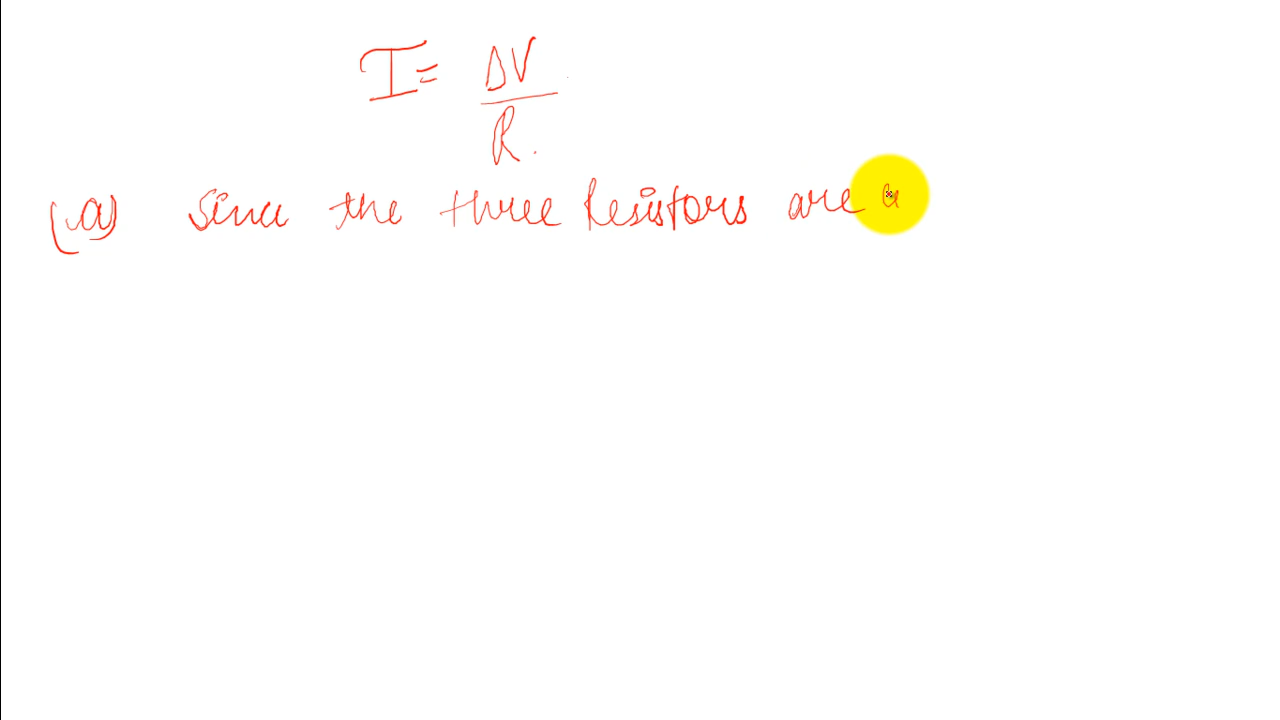 I = ΔV
R.
(a) Since the three Resistors are